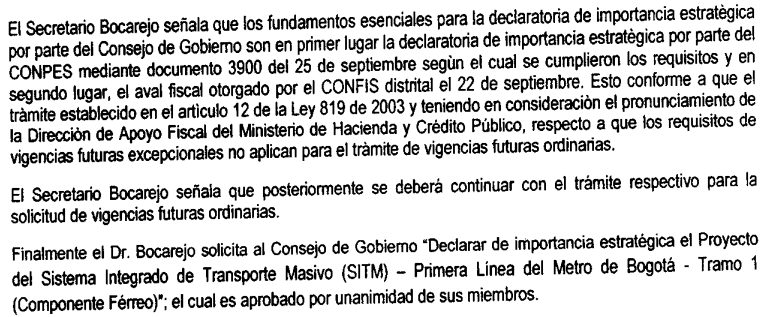 El Secretario Bocarejo señala que los fundamentos esenciales para la declaratoria de importancia estratègica
por parte del Consejo de Gobierno son en primer lugar la declaratoria de importancia estratègica por parte del
CONPES mediante documento 3900 del 25 de septiembre segùn el cual se cumplieron los requisitos y en
segundo lugar, el aval fiscal otorgado por el CONFIS distrital el 22 de septiembre. Esto conforme a que el
tràmite establecido en el artìculo 12 de la Ley 819 de 2003 y teniendo en consideraciòn el pronunciamiento de
la Direcciòn de Apoyo Fiscal del Ministerio de Hacienda y Crédito Público, respecto a que los requisitos de
vigencias futuras excepcionales no aplican para el tràmite de vigencias futuras ordinarias.
El Secretario Bocarejo señala que posteriormente se deberá continuar con el trámite respectivo para la
solicitud de vigencias futuras ordinarias.
Finalmente el Dr. Bocarejo solicita al Consejo de Gobierno "Declarar de importancia estratégica el Proyecto
del Sistema Integrado de Transporte Masivo (SITM) – Primera Línea del Metro de Bogotá - Tramo 1
(Componente Férreo)"; el cual es aprobado por unanimidad de sus miembros.